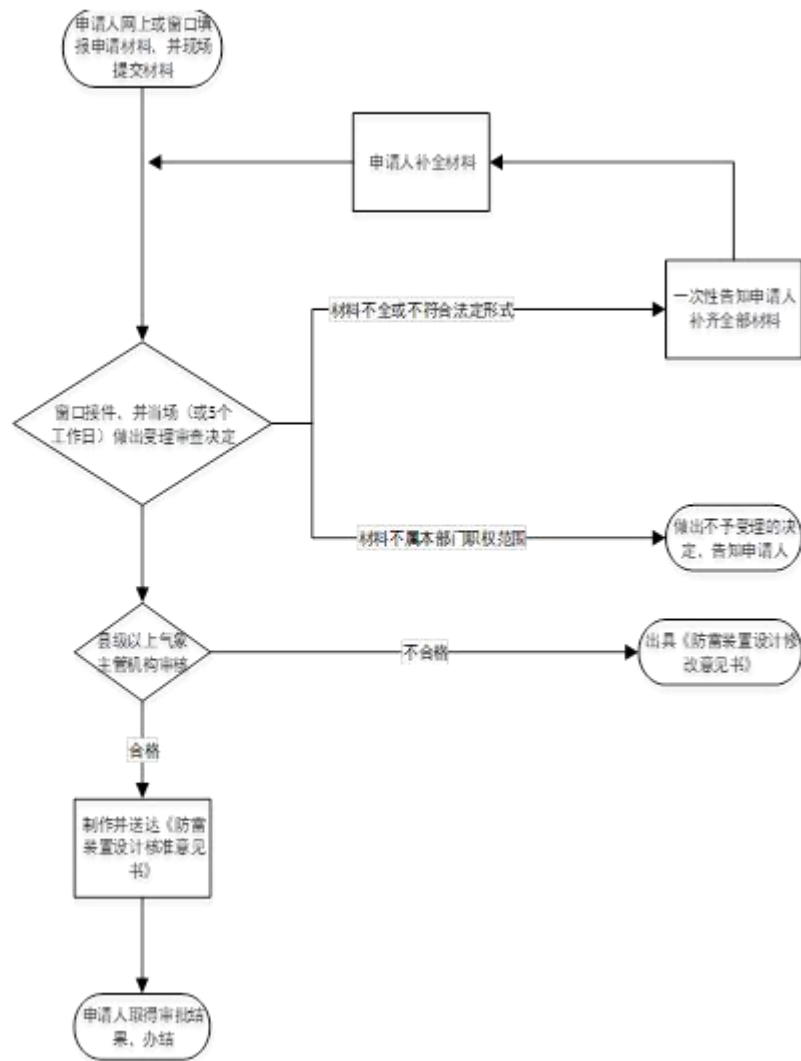 申请人网上或窗口填
报申请材料、并现场
提交材料
申请人补全材料
一次性告知申请人
补齐全部材料
材料不全或不符合法定形式
窗口接件、并当场（或5个
工作日）做出受理审查决定
材料不属本部门职权范围
做出不予受理的决
定，告知申请人
县级以上气象
主管机构审核
不合格
出具《防雷装置设计修
改意见书》
合格
制作并送达《防雷
装置设计核准意见
书》
申请人取得审批结
果、办结